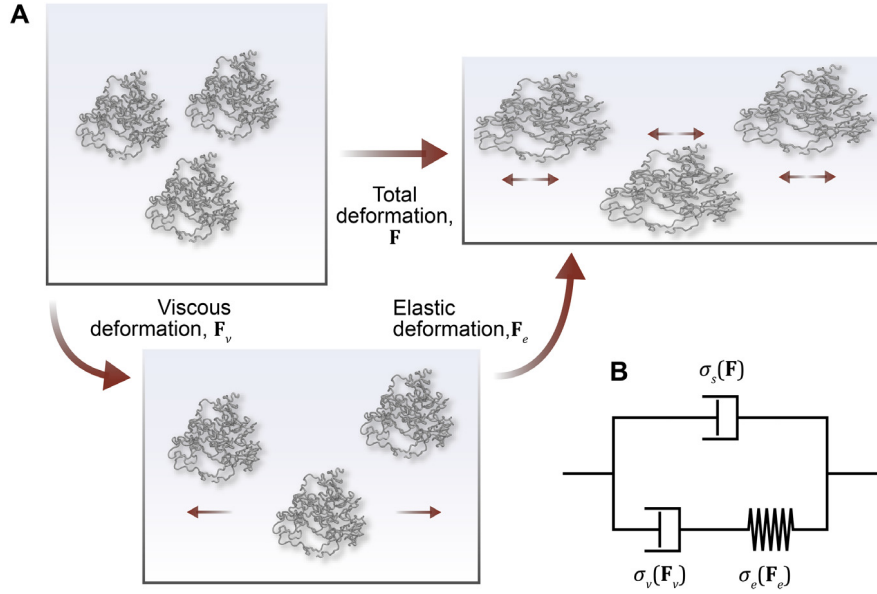 A
Total
deformation,
F
Viscous
deformation, Fᵥ
Elastic
deformation,Fₑ
B
σₛ(F)
σᵥ(Fᵥ)
σₑ(Fₑ)